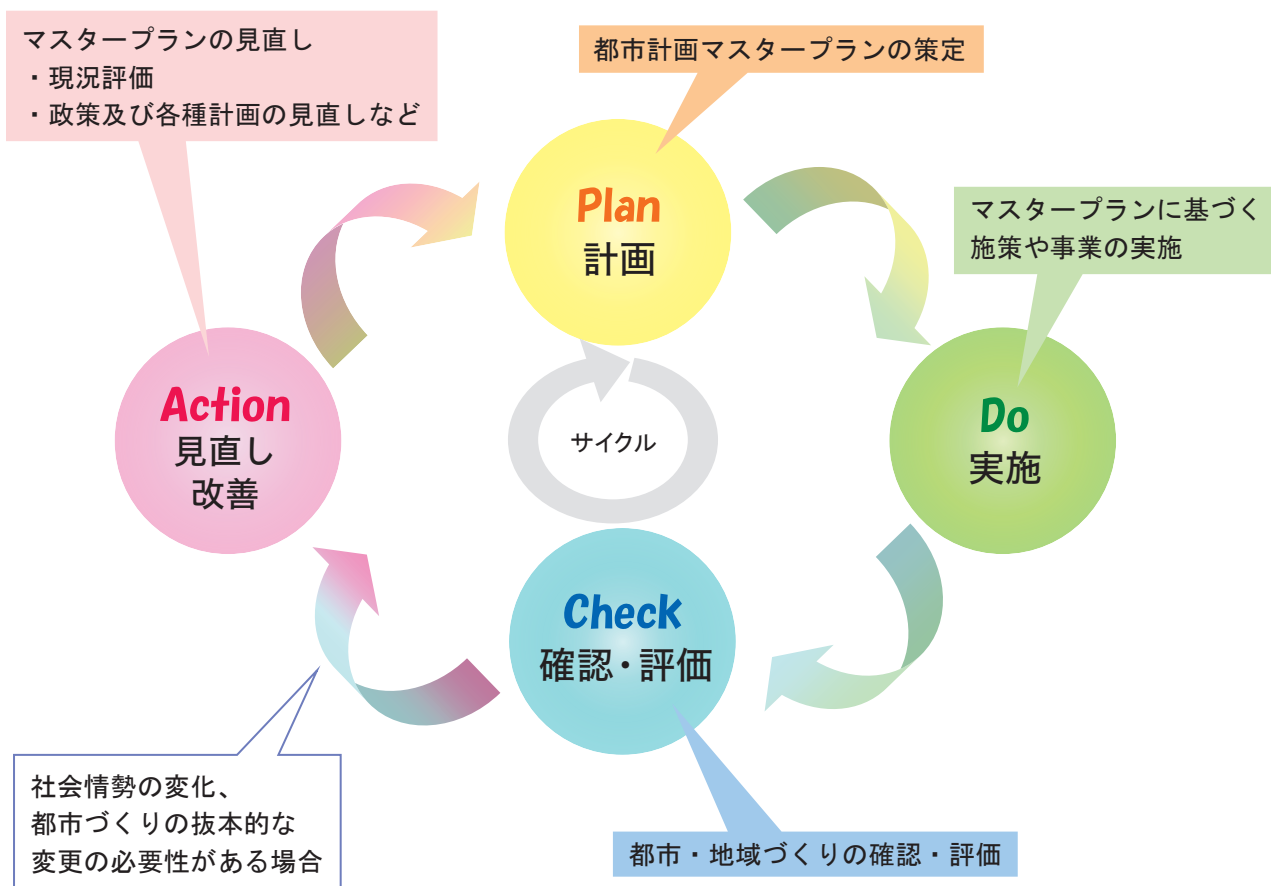 マスタープランの見直し
・現況評価
・政策及び各種計画の見直しなど
都市計画マスタープランの策定
Plan
計画
マスタープランに基づく
施策や事業の実施
Action
見直し
改善
サイクル
Do
実施
Check
確認・評価
社会情勢の変化、
都市づくりの抜本的な
変更の必要性がある場合
都市・地域づくりの確認・評価